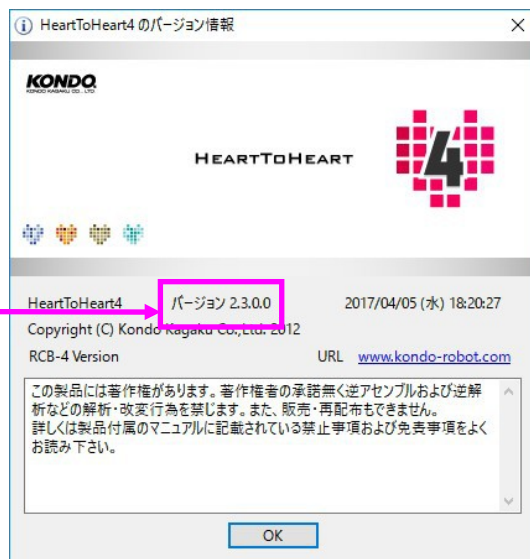 HeartToHeart4 のバージョン情報
KONDO
KONDO KAGAKU CO., LTD.
HEARTTOHEART
4
HeartToHeart4 バージョン 2.3.0.0 2017/04/05 (水) 18:20:27
Copyright (C) Kondo Kagaku Co.,Ltd. 2012
RCB-4 Version URL www.kondo-robot.com
この製品には著作権があります。著作権者の承諾無く逆アセンブルおよび逆解
析などの解析・改変行為を禁じます。また、販売・再配布もできません。
詳しくは製品付属のマニュアルに記載されている禁止事項および免責事項をよく
お読み下さい。
OK